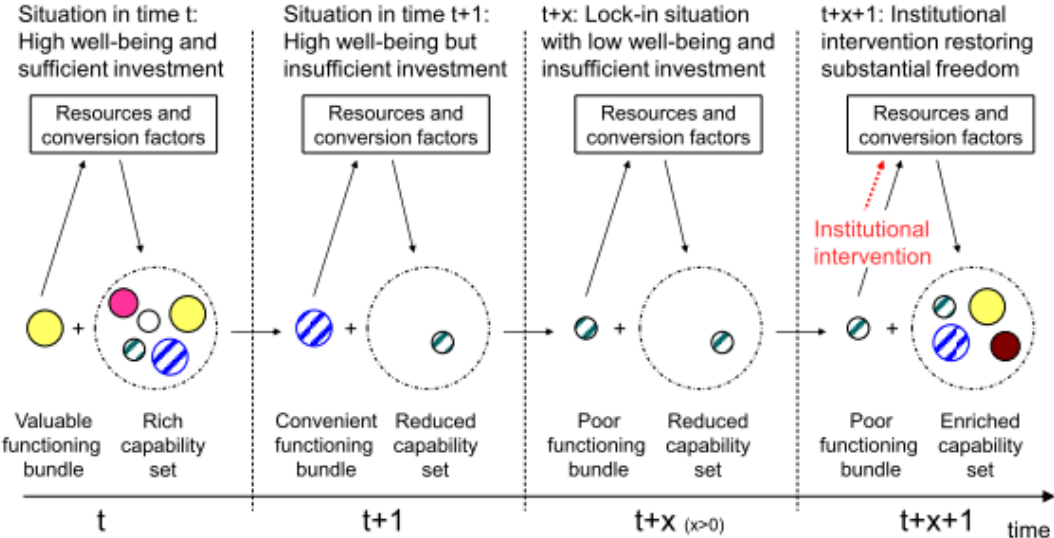 Situation in time t:
High well-being and
sufficient investment
Resources and
conversion factors
+
Valuable
functioning
bundle
Rich
capability
set
t
Situation in time t+1:
High well-being but
insufficient investment
Resources and
conversion factors
+
Convenient
functioning
bundle
Reduced
capability
set
t+1
t+x: Lock-in situation
with low well-being and
insufficient investment
Resources and
conversion factors
+
Poor
functioning
bundle
Reduced
capability
set
t+x (x>0)
t+x+1: Institutional
intervention restoring
substantial freedom
Resources and
conversion factors
Institutional
intervention
+
Poor
functioning
bundle
Enriched
capability
set
t+x+1
time